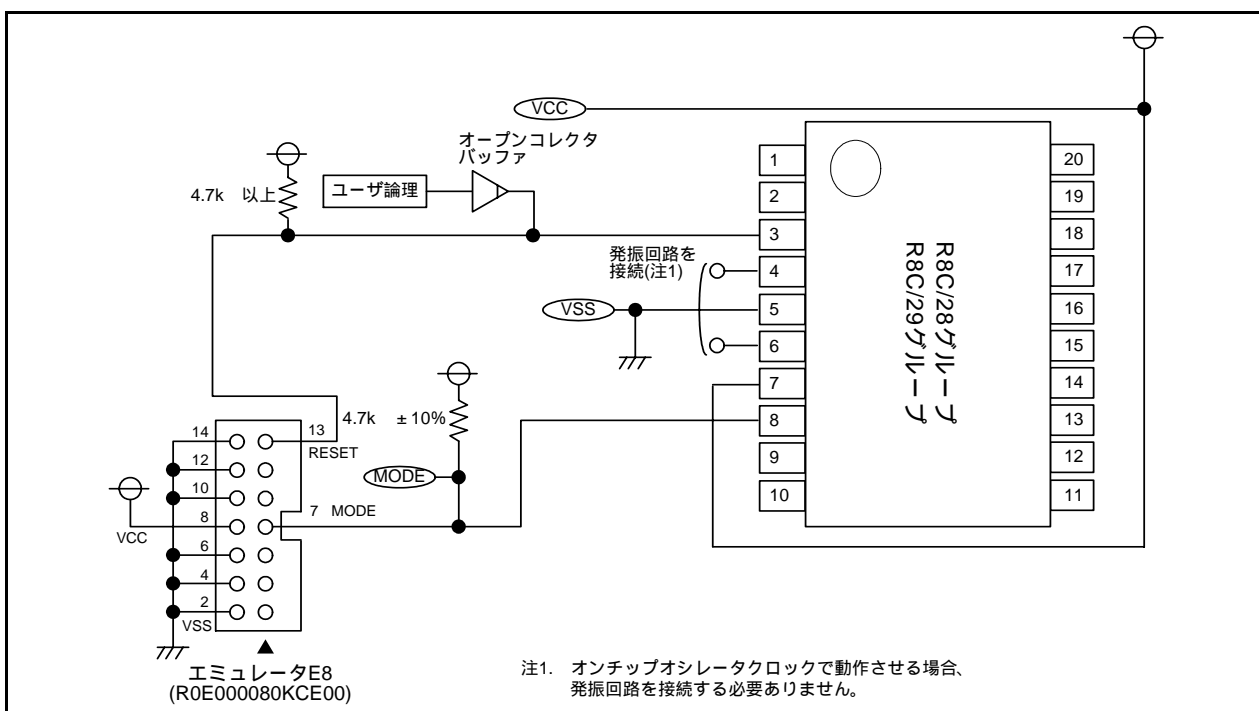 VCC
オープンコレクタ
バッファ
4.7k 以上
ユーザ論理
発振回路を
接続(注1)
VSS
1
2
3
4
5
6
7
8
9
10
20
19
18
17
16
15
14
13
12
11
R8C/28グループ
R8C/29グループ
4.7k ±10%
MODE
14
12
10
8
6
4
2
13
RESET
7 MODE
VCC
VSS
エミュレータE8
(R0E000080KCE00)
注1. オンチップオシレータクロックで動作させる場合、
発振回路を接続する必要ありません。